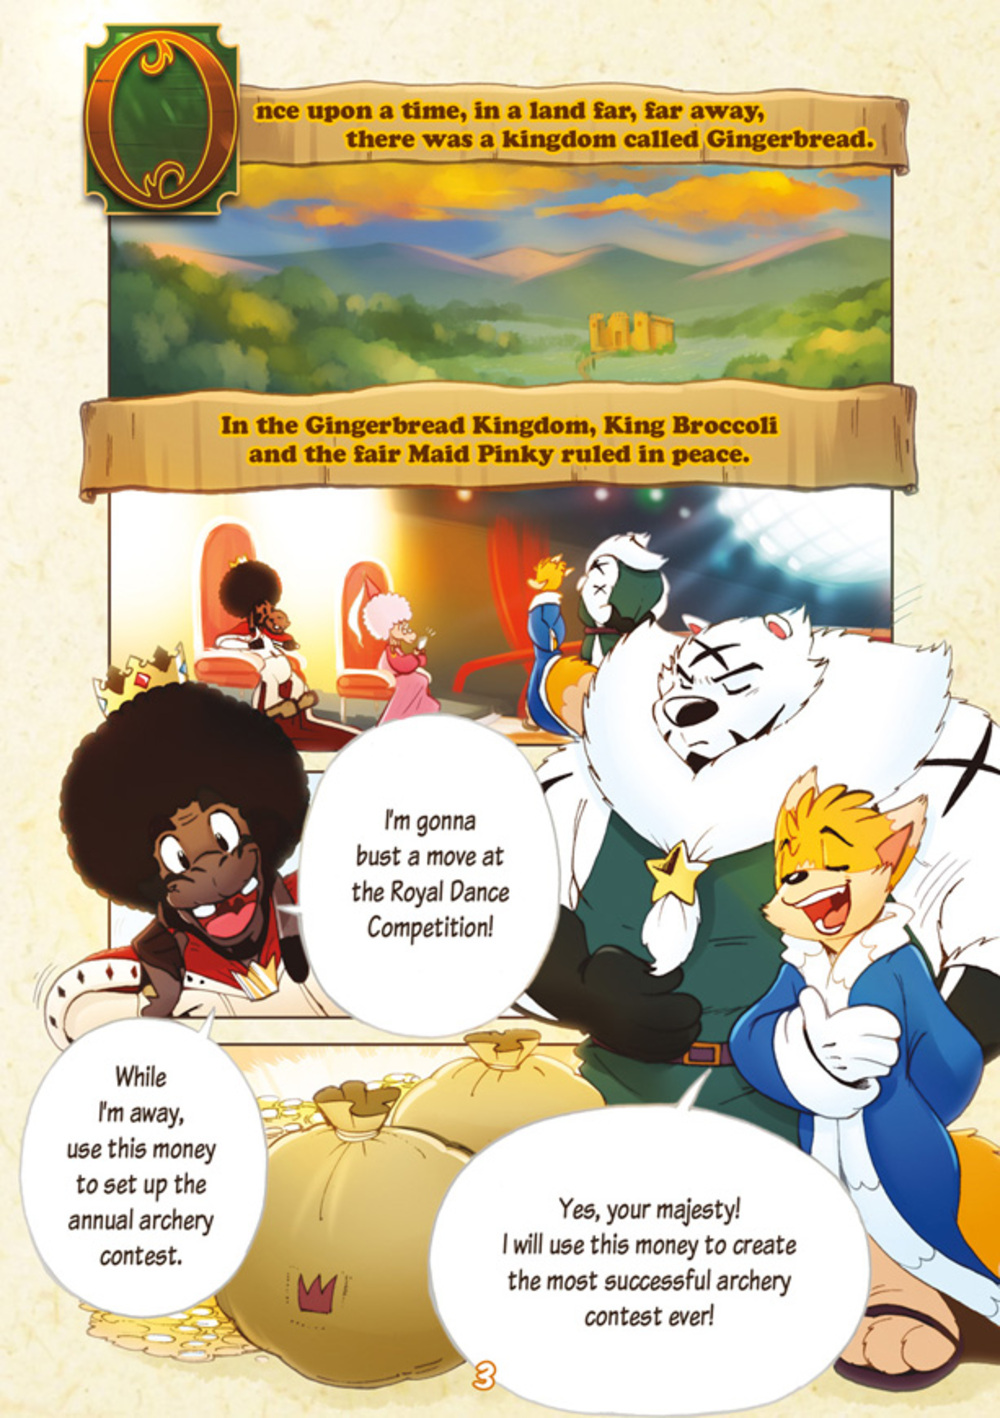 Once upon a time, in a land far, far away,
there was a kingdom called Gingerbread.
In the Gingerbread Kingdom, King Broccoli
and the fair Maid Pinky ruled in peace.
I'm gonna
bust a move at
the Royal Dance
Competition!
While
I'm away,
use this money
to set up the
annual archery
contest.
Yes, your majesty!
I will use this money to create
the most successful archery
contest ever!
3